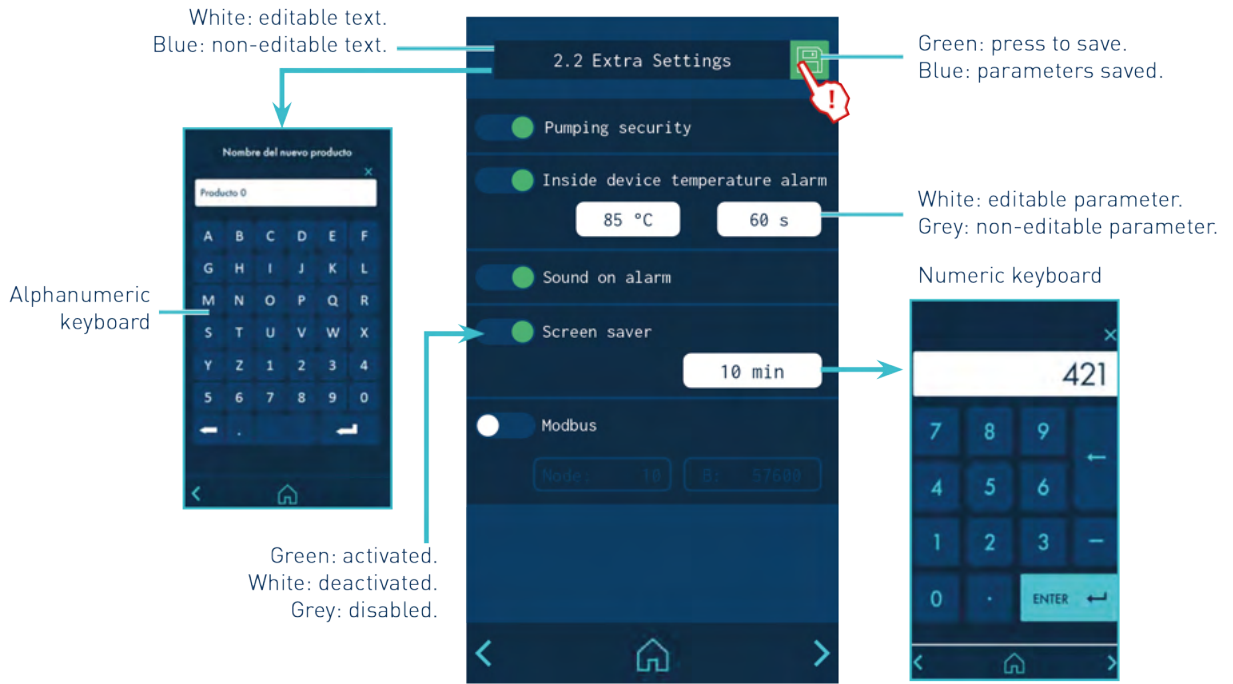 White: editable text.
Blue: non-editable text.
2.2 Extra Settings
Green: press to save.
Blue: parameters saved.
!
Pumping security
Inside device temperature alarm
85 °C 60 s
White: editable parameter.
Grey: non-editable parameter.
Sound on alarm
Screen saver
10 min
Modbus
Node: 10 B: 57600
Nombre del nuevo producto
×
Producto 0
A B C D E F
G H I J K L
M N O P Q R
S T U V W X
Y Z 1 2 3 4
5 6 7 8 9 0
.
Alphanumeric
keyboard
Green: activated.
White: deactivated.
Grey: disabled.
Numeric keyboard
×
421
7 8 9
4 5 6
1 2 3 –
0 . ENTER